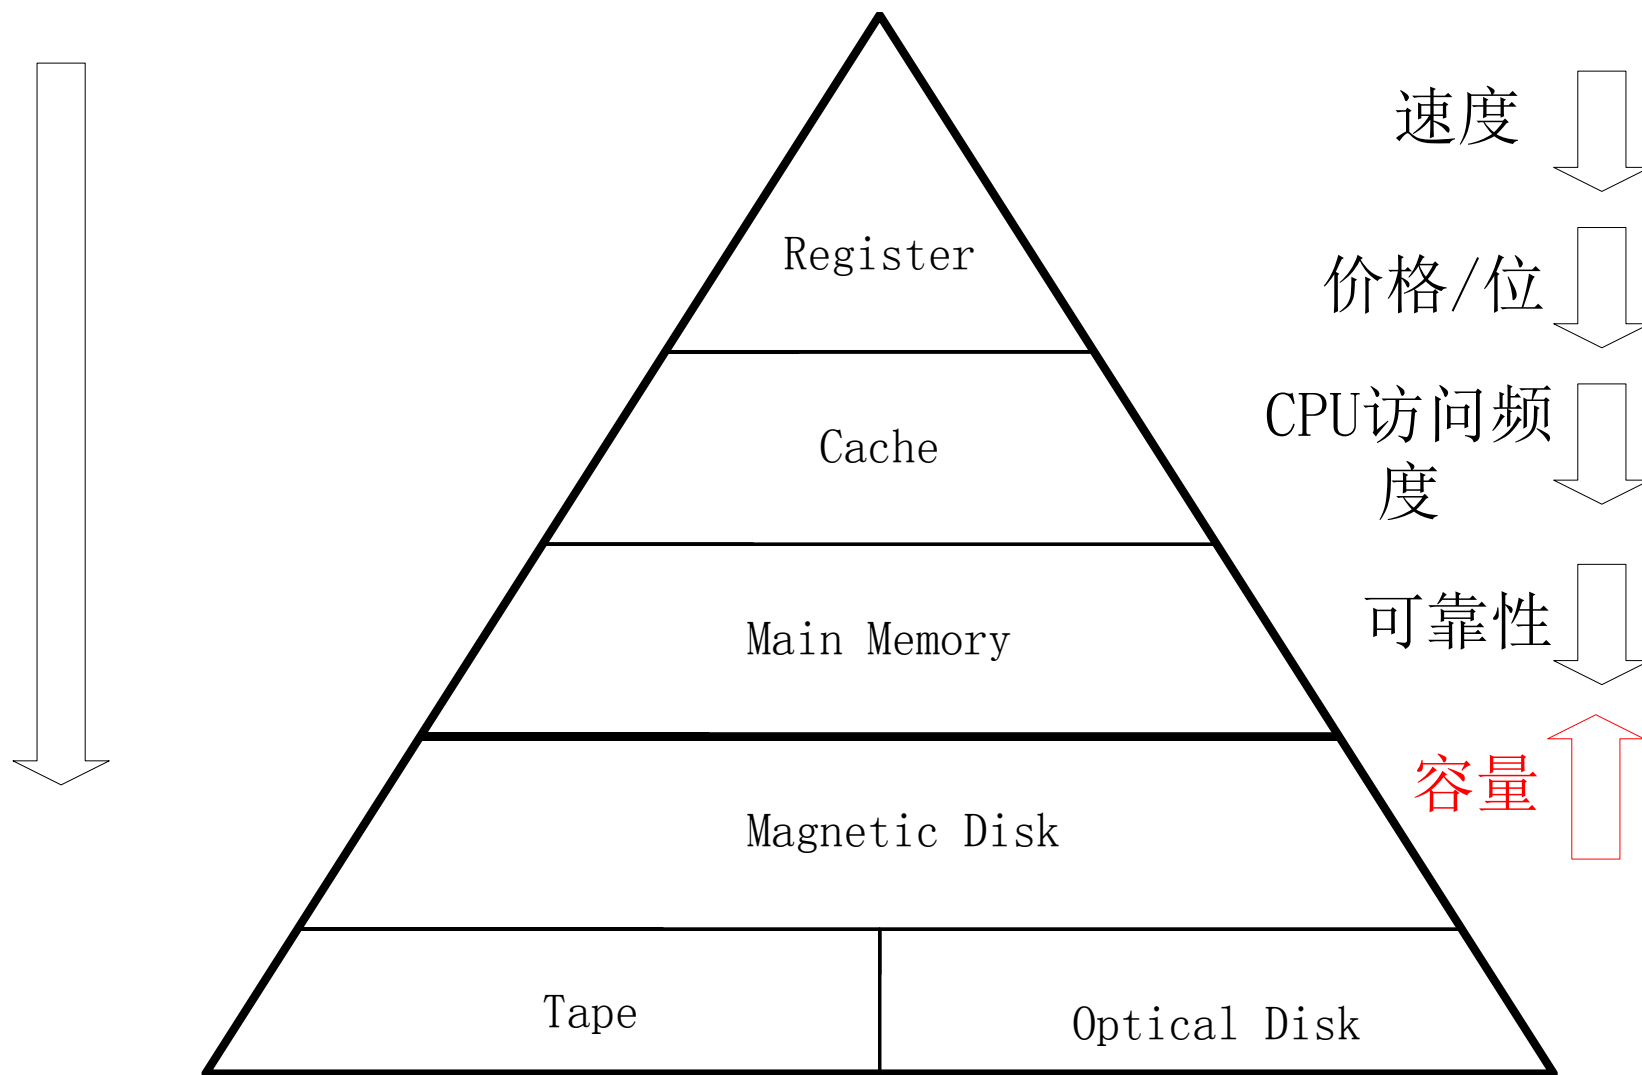 速度
Register
价格/位
CPU访问频
度
Cache
可靠性
Main Memory
容量
Magnetic Disk
Tape
Optical Disk